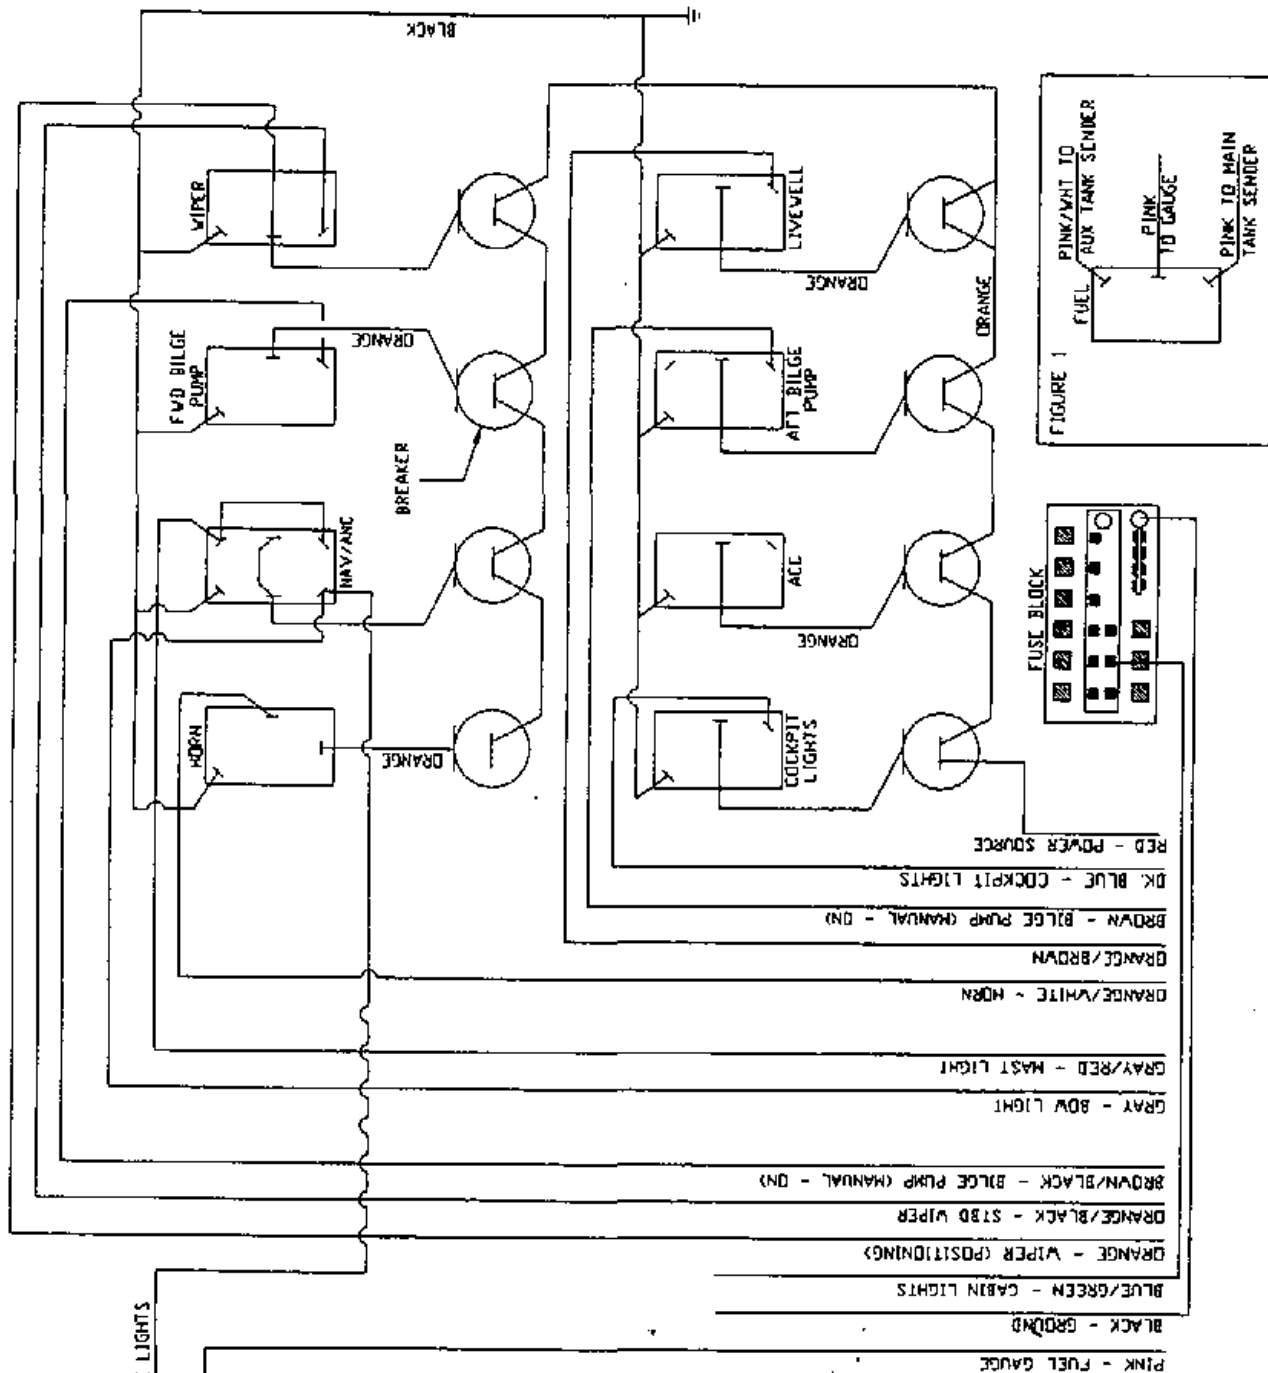 BLACK
WIPER
FWD BILGE
PUMP
NAV/ANC
HORN
ORANGE
ORANGE
BREAKER
LIVEWELL
AFT BILGE
PUMP
ACC
COCKPIT
LIGHTS
ORANGE
ORANGE
ORANGE
FIGURE 1
FUEL
PINK/WHT TO
AUX TANK SENDER
PINK
TO GAUGE
PINK TO MAIN
TANK SENDER
FUSE BLOCK
RED - POWER SOURCE
DK. BLUE - COCKPIT LIGHTS
BROWN - BILGE PUMP (MANUAL - ON)
ORANGE/BROWN
ORANGE/WHITE - HORN
GRAY/RED - MAST LIGHT
GRAY - BOW LIGHT
BROWN/BLACK - BILGE PUMP (MANUAL - ON)
ORANGE/BLACK - STBD WIPER
ORANGE - WIPER (POSITIONING)
BLUE/GREEN - CABIN LIGHTS
BLACK - GROUND
PINK - FUEL GAUGE
LIGHTS